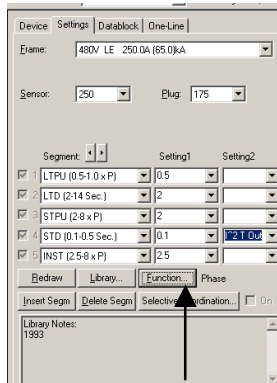 Device Settings Datablock One-Line
Frame: 480V LE 250.0A (65.0)kA
Sensor: 250 Plug: 175
Segment: Setting1 Setting2
1 LTPU (0.5-1.0 x P) 0.5
2 LTD (2-14 Sec.) 2
3 STPU (2-8 x P) 2
4 STD (0.1-0.5 Sec.) 0.1 I^2 T Out
5 INST (2.5-8 x P) 2.5
Redraw Library... Function... Phase
Insert Segm Delete Segm Selective On
Library Notes:
1993